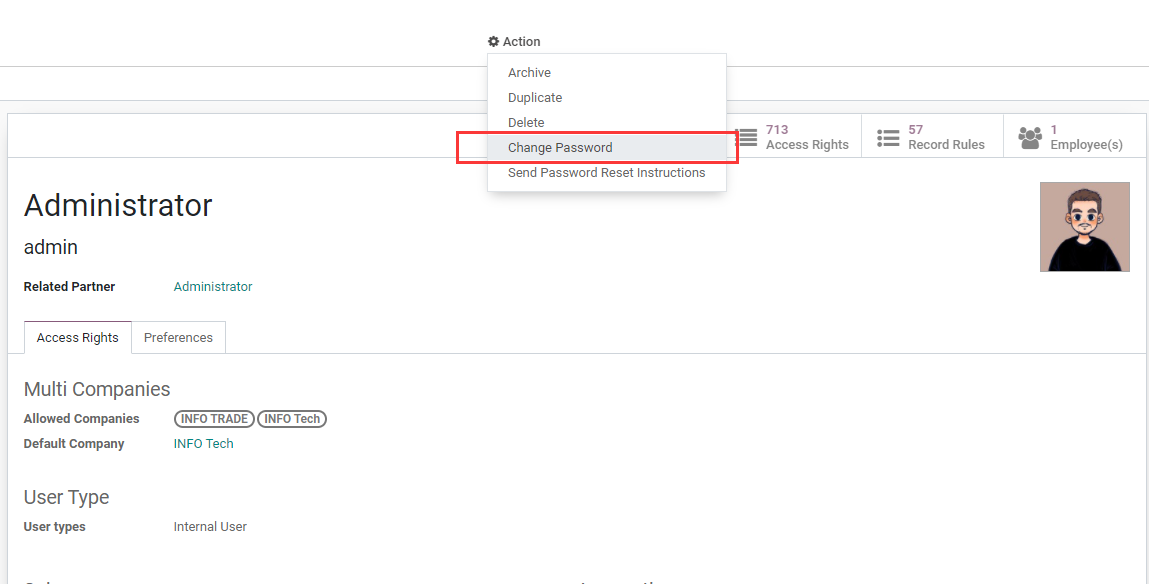 Action
Archive
Duplicate
Delete
Change Password
Send Password Reset Instructions
713
Access Rights
57
Record Rules
1
Employee(s)
Administrator
admin
Related Partner Administrator
Access Rights Preferences
Multi Companies
Allowed Companies INFO TRADE INFO Tech
Default Company INFO Tech
User Type
User types Internal User